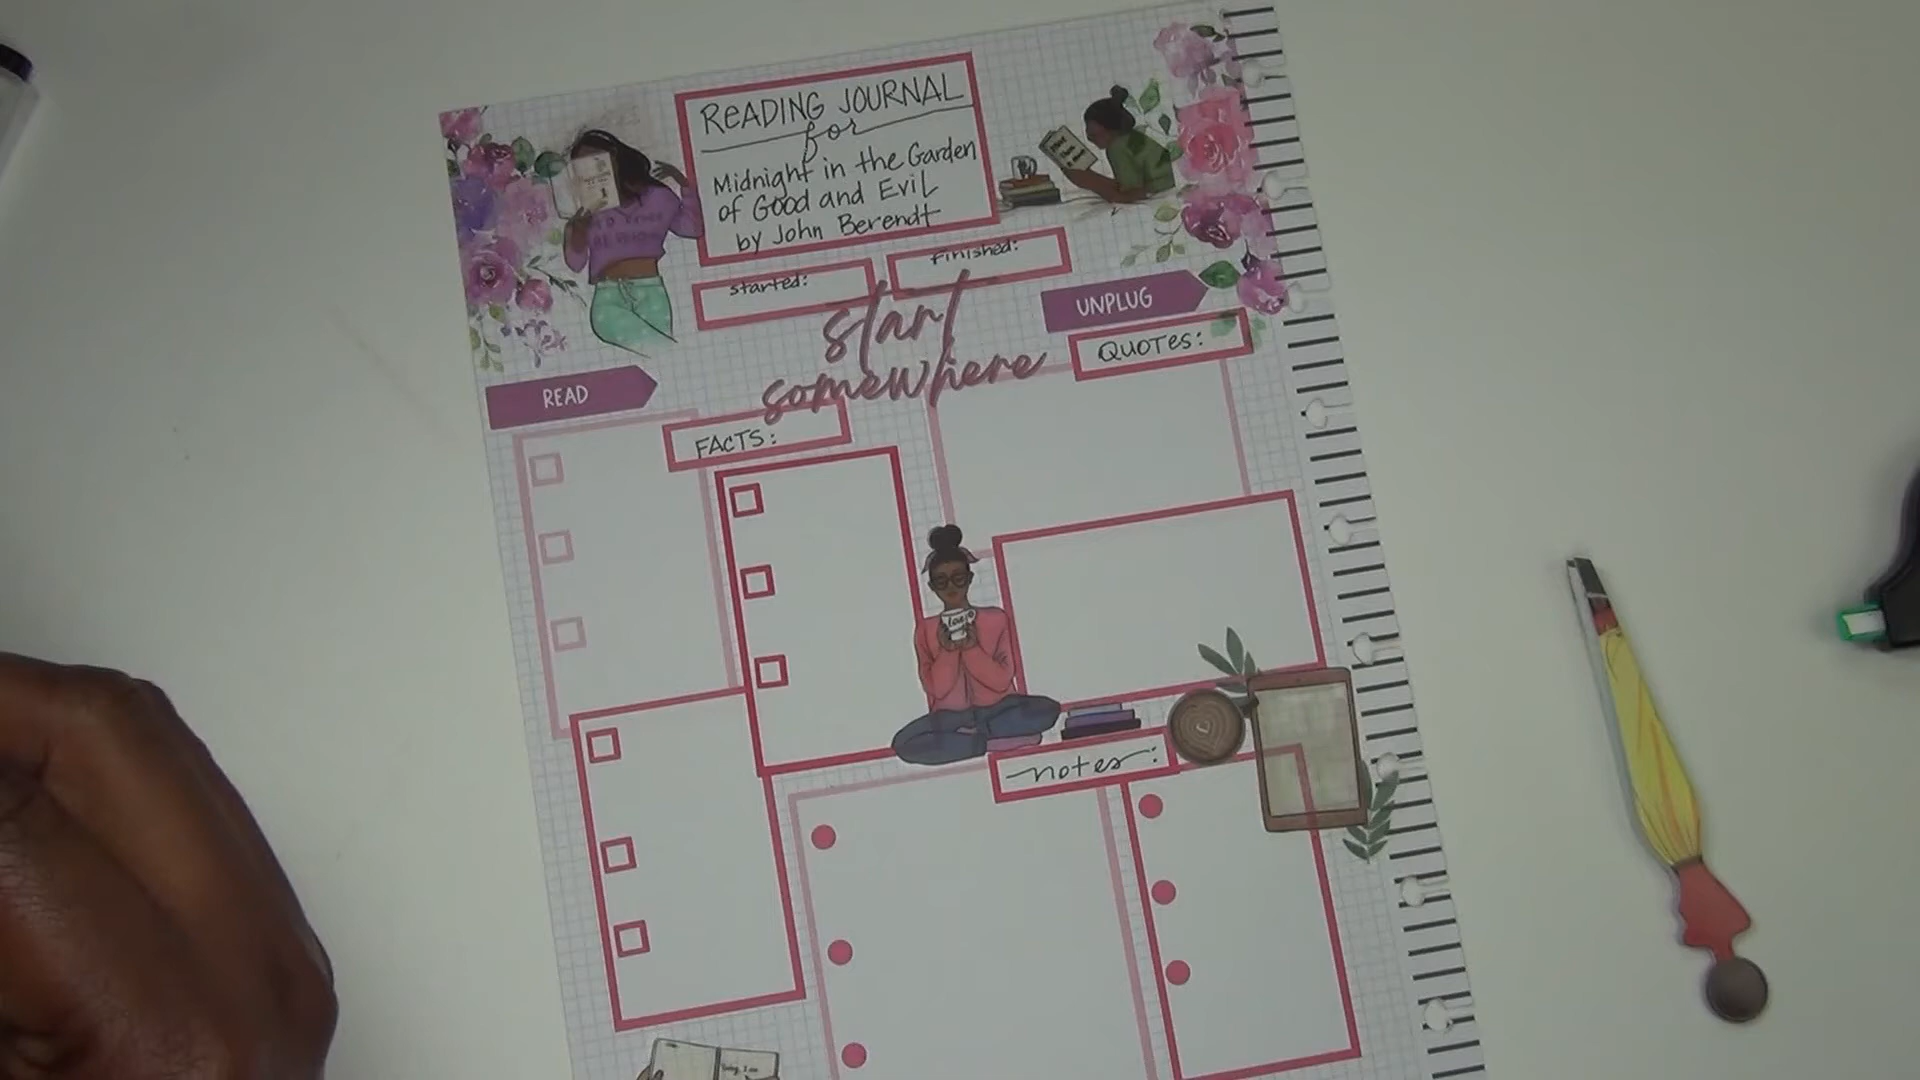 READING JOURNAL
for
Midnight in the Garden
of Good and Evil
by John Berendt
started:
Finished:
start
somewhere
UNPLUG
QUOTES:
READ
FACTS:
Love
notes: